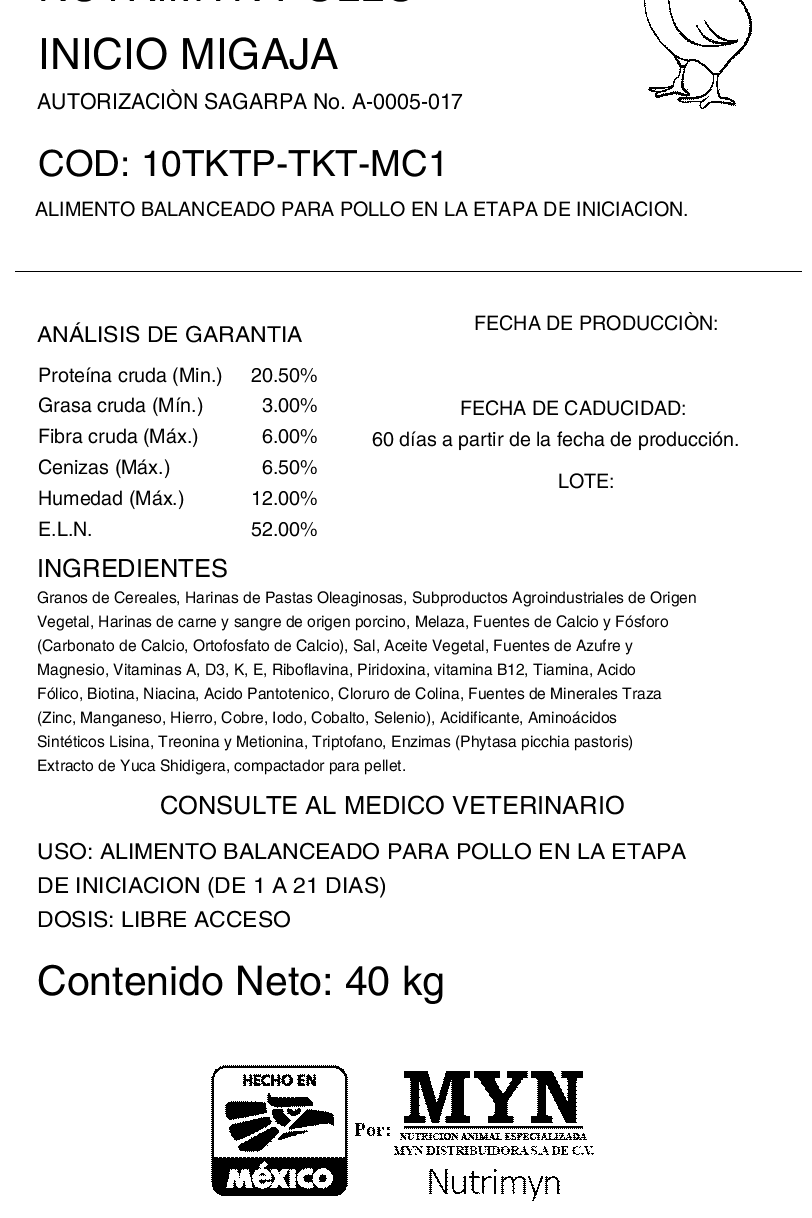 INICIO MIGAJA
AUTORIZACIÒN SAGARPA No. A-0005-017
COD: 10TKTP-TKT-MC1
ALIMENTO BALANCEADO PARA POLLO EN LA ETAPA DE INICIACION.
ANÁLISIS DE GARANTIA
Proteína cruda (Min.) 20.50%
Grasa cruda (Mín.) 3.00%
Fibra cruda (Máx.) 6.00%
Cenizas (Máx.) 6.50%
Humedad (Máx.) 12.00%
E.L.N. 52.00%
FECHA DE PRODUCCIÒN:
FECHA DE CADUCIDAD:
60 días a partir de la fecha de producción.
LOTE:
INGREDIENTES
Granos de Cereales, Harinas de Pastas Oleaginosas, Subproductos Agroindustriales de Origen
Vegetal, Harinas de carne y sangre de origen porcino, Melaza, Fuentes de Calcio y Fósforo
(Carbonato de Calcio, Ortofosfato de Calcio), Sal, Aceite Vegetal, Fuentes de Azufre y
Magnesio, Vitaminas A, D3, K, E, Riboflavina, Piridoxina, vitamina B12, Tiamina, Acido
Fólico, Biotina, Niacina, Acido Pantotenico, Cloruro de Colina, Fuentes de Minerales Traza
(Zinc, Manganeso, Hierro, Cobre, Iodo, Cobalto, Selenio), Acidificante, Aminoácidos
Sintéticos Lisina, Treonina y Metionina, Triptofano, Enzimas (Phytasa picchia pastoris)
Extracto de Yuca Shidigera, compactador para pellet.
CONSULTE AL MEDICO VETERINARIO
USO: ALIMENTO BALANCEADO PARA POLLO EN LA ETAPA
DE INICIACION (DE 1 A 21 DIAS)
DOSIS: LIBRE ACCESO
Contenido Neto: 40 kg
HECHO EN
MéXICO
Por:
MYN
NUTRICION ANIMAL ESPECIALIZADA
MYN DISTRIBUIDORA S.A DE C.V.
Nutrimyn